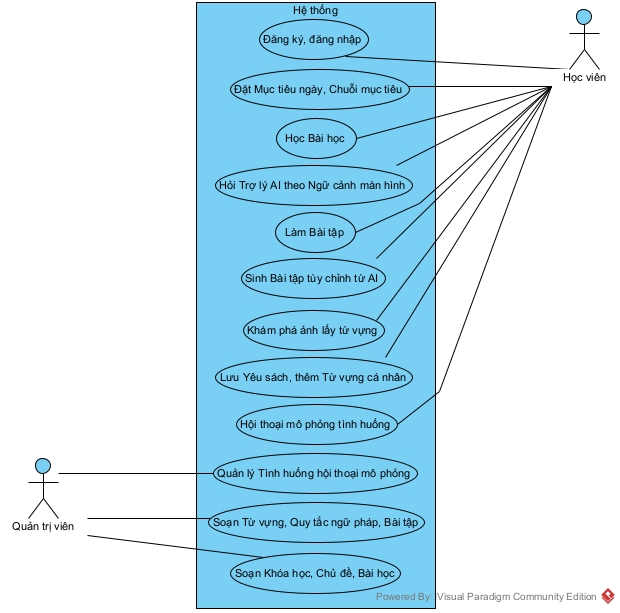 Hệ thống
Đăng ký, đăng nhập
Học viên
Đặt Mục tiêu ngày, Chuỗi mục tiêu
Học Bài học
Hỏi Trợ lý AI theo Ngữ cảnh màn hình
Làm Bài tập
Sinh Bài tập tùy chỉnh từ AI
Khám phá ảnh lấy từ vựng
Lưu Yêu sách, thêm Từ vựng cá nhân
Hội thoại mô phỏng tình huống
Quản lý Tình huống hội thoại mô phỏng
Quản trị viên
Soạn Từ vựng, Quy tắc ngữ pháp, Bài tập
Soạn Khóa học, Chủ đề, Bài học
Powered By: Visual Paradigm Community Edition